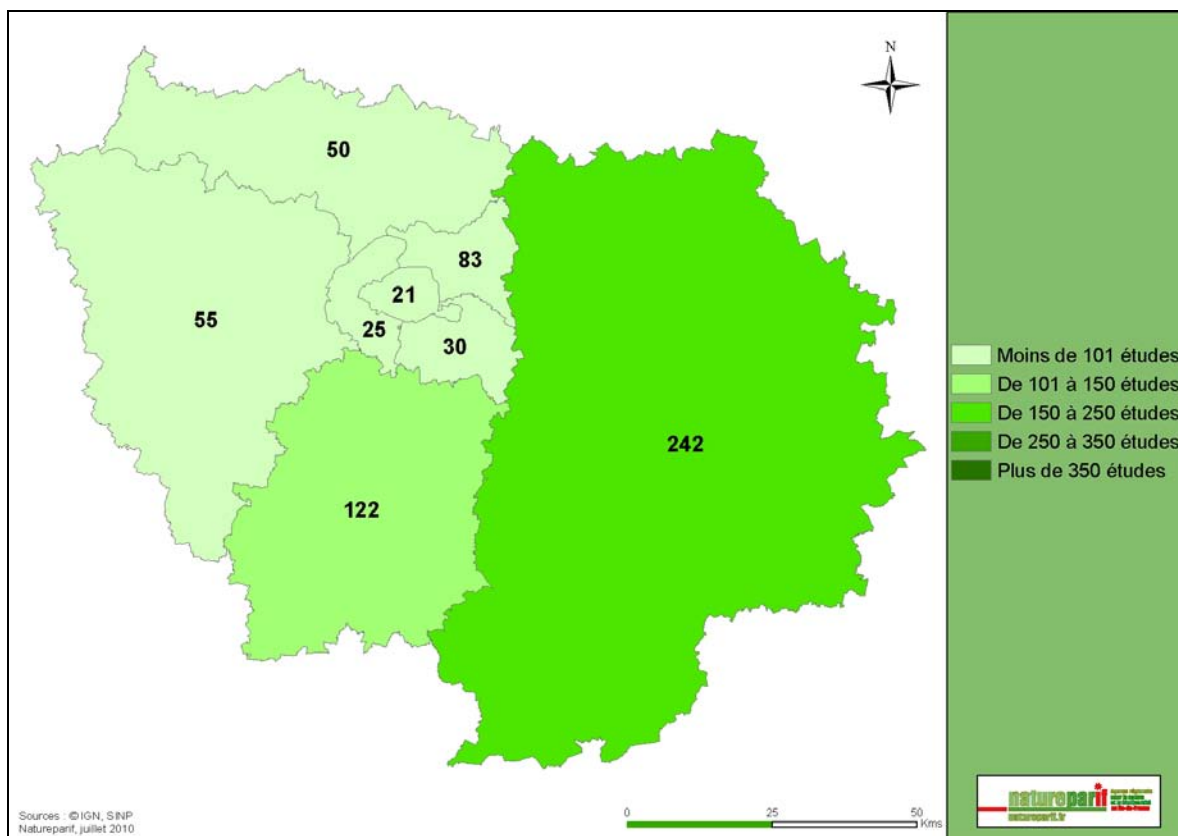 N
50
83
21
55
25
30
242
122
Moins de 101 études
De 101 à 150 études
De 150 à 250 études
De 250 à 350 études
Plus de 350 études
Sources : © IGN, SINP
Natureparif, juillet 2010
0 25 50
Kms
natureparif
natureparif.fr